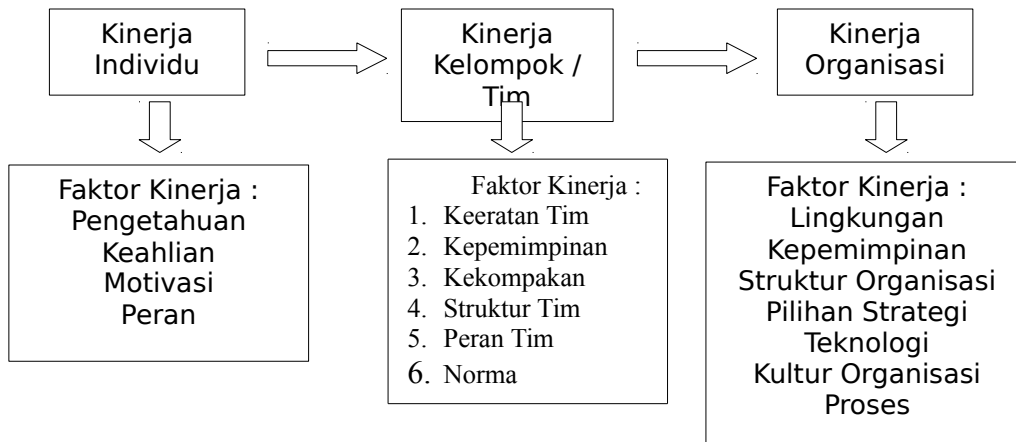 Kinerja
Individu
Kinerja
Kelompok /
Tim
Kinerja
Organisasi
Faktor Kinerja :
Pengetahuan
Keahlian
Motivasi
Peran
Faktor Kinerja :
1. Keeratan Tim
2. Kepemimpinan
3. Kekompakan
4. Struktur Tim
5. Peran Tim
6. Norma
Faktor Kinerja :
Lingkungan
Kepemimpinan
Struktur Organisasi
Pilihan Strategi
Teknologi
Kultur Organisasi
Proses